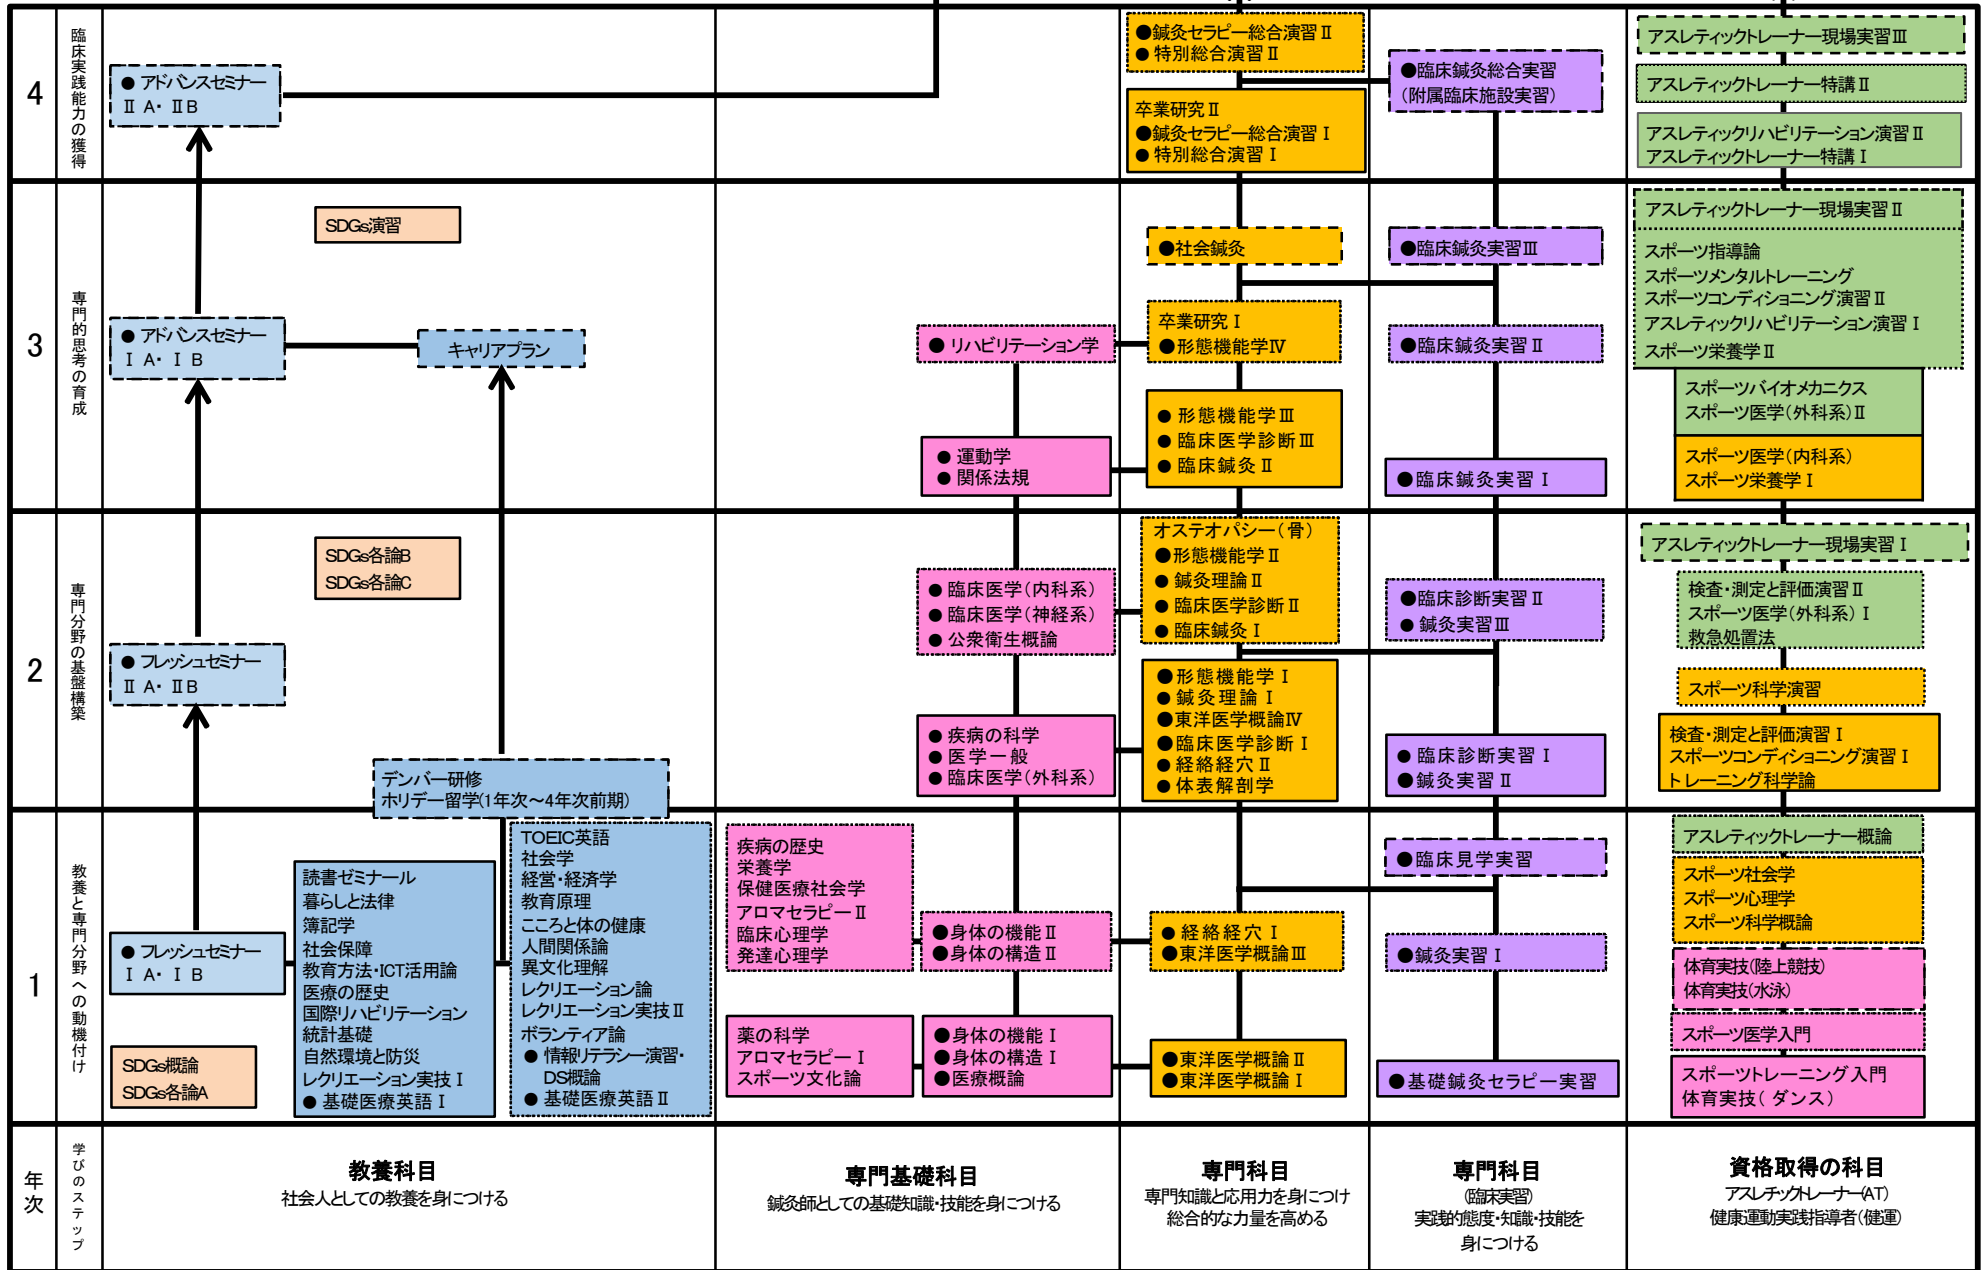 4
臨床実践能力の獲得
● アドバンスセミナー
Ⅱ A・ⅡB
●鍼灸セラピー総合演習Ⅱ
● 特別総合演習Ⅱ
卒業研究Ⅱ
●鍼灸セラピー総合演習Ⅰ
● 特別総合演習Ⅰ
●臨床鍼灸総合実習
(附属臨床施設実習)
アスレティックトレーナー現場実習Ⅲ
アスレティックトレーナー特講Ⅱ
アスレティックリハビリテーション演習Ⅱ
アスレティックトレーナー特講Ⅰ
3
専門的思考の育成
SDGs演習
● アドバンスセミナー
Ⅰ A・ⅠB
キャリアプラン
● リハビリテーション学
● 運動学
● 関係法規
●社会鍼灸
卒業研究Ⅰ
●形態機能学Ⅳ
● 形態機能学Ⅲ
● 臨床医学診断Ⅲ
● 臨床鍼灸Ⅱ
●臨床鍼灸実習Ⅲ
●臨床鍼灸実習Ⅱ
●臨床鍼灸実習Ⅰ
アスレティックトレーナー現場実習Ⅱ
スポーツ指導論
スポーツメンタルトレーニング
スポーツコンディショニング演習Ⅱ
アスレティックリハビリテーション演習Ⅰ
スポーツ栄養学Ⅱ
スポーツバイオメカニクス
スポーツ医学(外科系)Ⅱ
スポーツ医学(内科系)
スポーツ栄養学Ⅰ
2
専門分野の基盤構築
SDGs各論B
SDGs各論C
● フレッシュセミナー
Ⅱ A・ⅡB
デンバー研修
ホリデー留学(1年次～4年次前期)
● 臨床医学(内科系)
● 臨床医学(神経系)
● 公衆衛生概論
● 疾病の科学
● 医学一般
● 臨床医学(外科系)
オステオパシー(骨)
●形態機能学Ⅱ
● 鍼灸理論Ⅱ
● 臨床医学診断Ⅱ
● 臨床鍼灸Ⅰ
● 形態機能学Ⅰ
● 鍼灸理論Ⅰ
●東洋医学概論Ⅳ
●臨床医学診断Ⅰ
● 経絡経穴Ⅱ
● 体表解剖学
●臨床診断実習Ⅱ
● 鍼灸実習Ⅲ
● 臨床診断実習Ⅰ
●鍼灸実習Ⅱ
アスレティックトレーナー現場実習Ⅰ
検査・測定と評価演習Ⅱ
スポーツ医学(外科系)Ⅰ
救急処置法
スポーツ科学演習
検査・測定と評価演習Ⅰ
スポーツコンディショニング演習Ⅰ
トレーニング科学論
1
教養と専門分野への動機付け
● フレッシュセミナー
Ⅰ A・ⅠB
SDGs概論
SDGs各論A
読書ゼミナール
暮らしと法律
簿記学
社会保障
教育方法・ICT活用論
医療の歴史
国際リハビリテーション
統計基礎
自然環境と防災
レクリエーション実技Ⅰ
● 基礎医療英語Ⅰ
TOEIC英語
社会学
経営・経済学
教育原理
こころと体の健康
人間関係論
異文化理解
レクリエーション論
レクリエーション実技Ⅱ
ボランティア論
● 情報リテラシー演習・
DS概論
● 基礎医療英語Ⅱ
疾病の歴史
栄養学
保健医療社会学
アロマセラピーⅡ
臨床心理学
発達心理学
薬の科学
アロマセラピーⅠ
スポーツ文化論
●身体の機能Ⅱ
●身体の構造Ⅱ
●身体の機能Ⅰ
●身体の構造Ⅰ
●医療概論
● 経絡経穴Ⅰ
●東洋医学概論Ⅲ
●東洋医学概論Ⅱ
●東洋医学概論Ⅰ
●臨床見学実習
●鍼灸実習Ⅰ
●基礎鍼灸セラピー実習
アスレティックトレーナー概論
スポーツ社会学
スポーツ心理学
スポーツ科学概論
体育実技(陸上競技)
体育実技(水泳)
スポーツ医学入門
スポーツトレーニング入門
体育実技(ダンス)
年次
学びのステップ
教養科目
社会人としての教養を身につける
専門基礎科目
鍼灸師としての基礎知識・技能を身につける
専門科目
専門知識と応用力を身につけ
総合的な力量を高める
専門科目
(臨床実習)
実践的態度・知識・技能を
身につける
資格取得の科目
アスレチックトレーナー(AT)
健康運動実践指導者(健運)